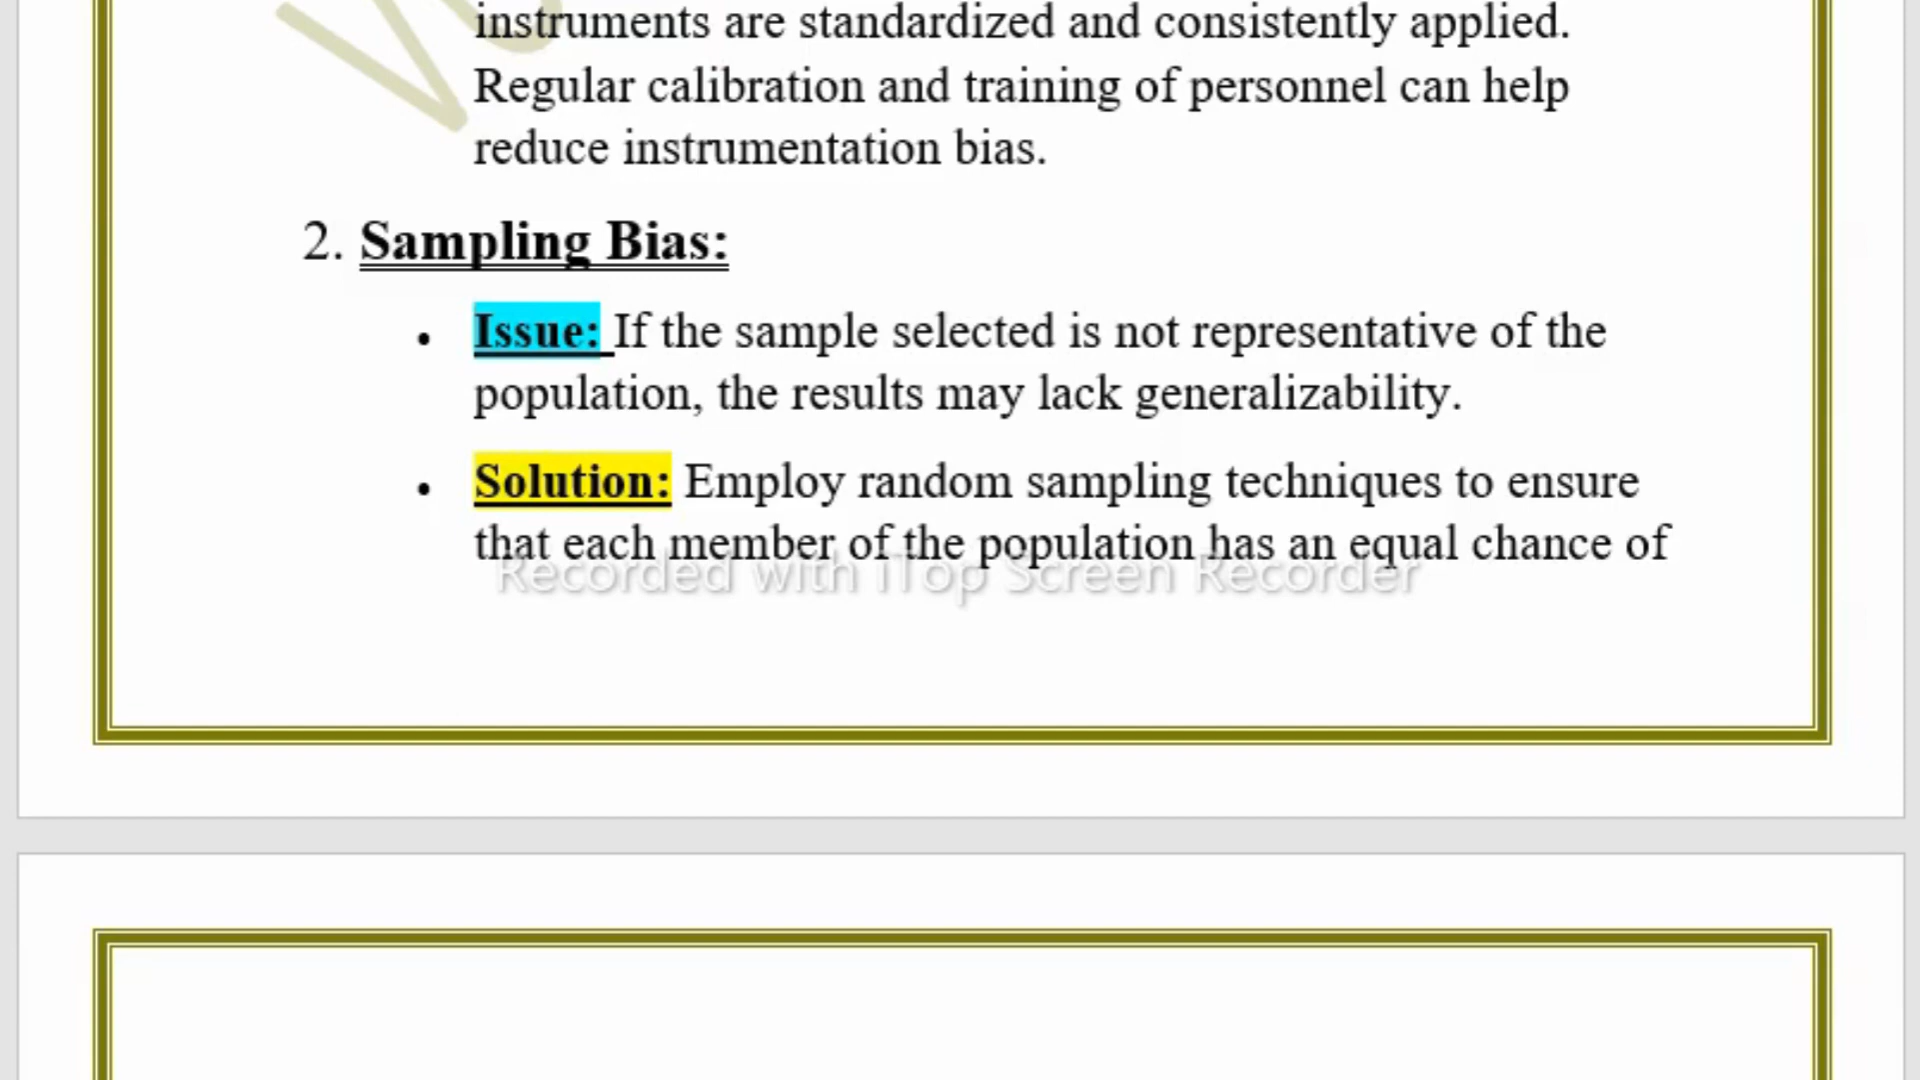 instruments are standardized and consistently applied.
Regular calibration and training of personnel can help
reduce instrumentation bias.
2. Sampling Bias:
• Issue: If the sample selected is not representative of the
population, the results may lack generalizability.
• Solution: Employ random sampling techniques to ensure
that each member of the population has an equal chance of
Recorded with iTop Screen Recorder